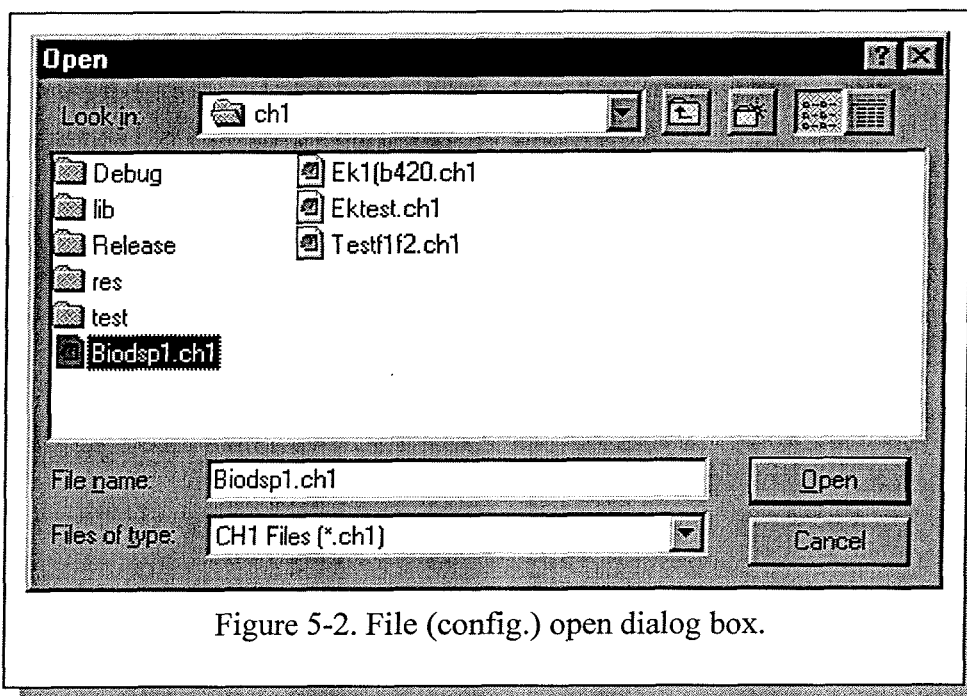 Open
Look in: ch1
Debug
lib
Release
res
test
Biodsp1.ch1
Ek1(b420.ch1
Ektest.ch1
Testf1f2.ch1
File name: Biodsp1.ch1 Open
Files of type: CH1 Files (*.ch1) Cancel
Figure 5-2. File (config.) open dialog box.